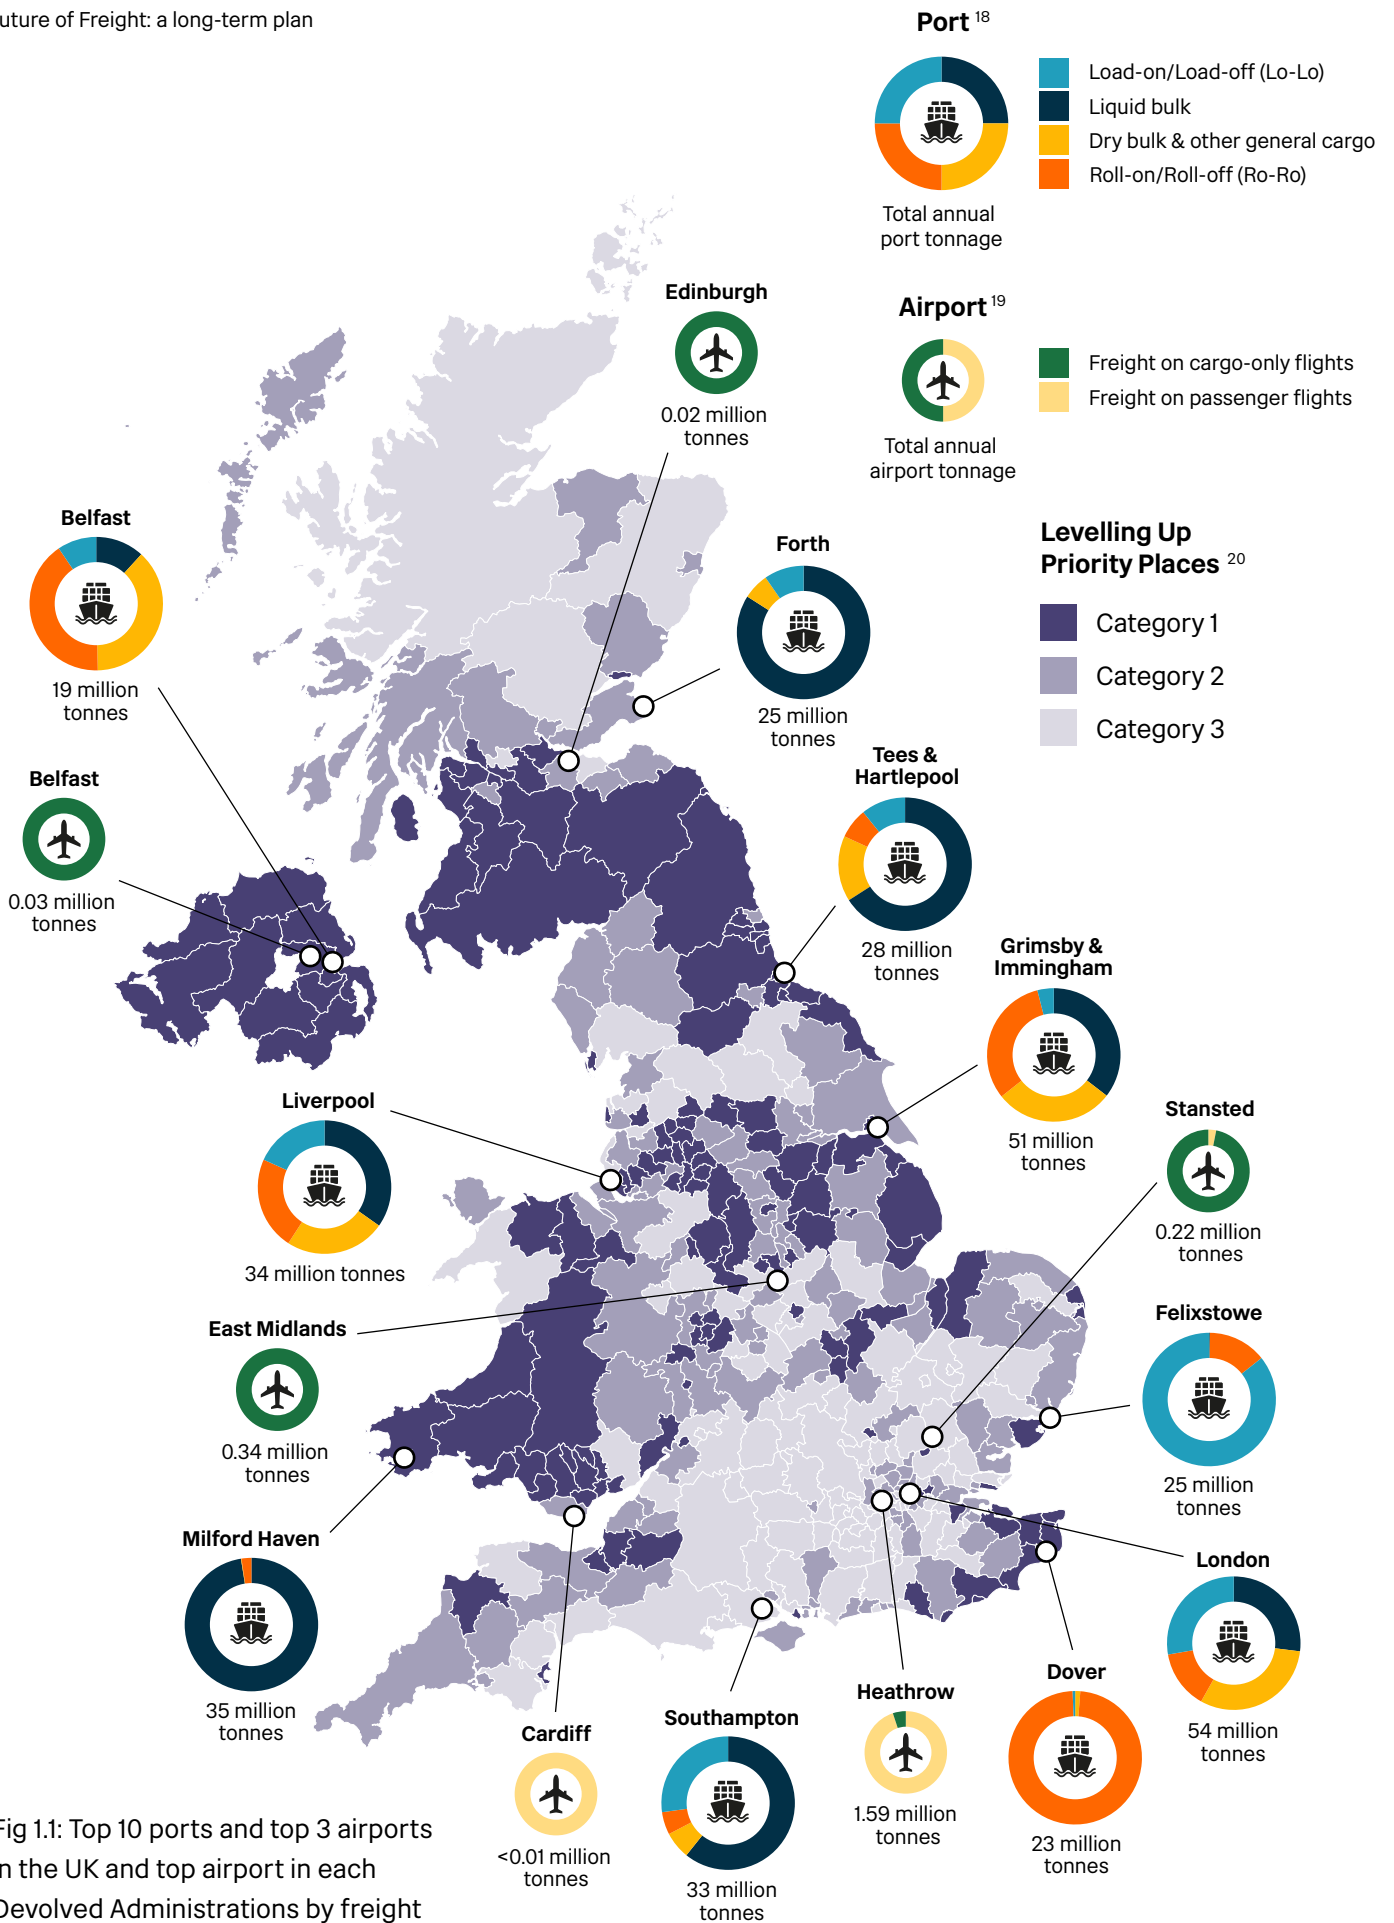 uture of Freight: a long-term plan
Port 18
Load-on/Load-off (Lo-Lo)
Liquid bulk
Dry bulk & other general cargo
Roll-on/Roll-off (Ro-Ro)
Total annual
port tonnage
Airport 19
Freight on cargo-only flights
Freight on passenger flights
Total annual
airport tonnage
Levelling Up
Priority Places 20
Category 1
Category 2
Category 3
Edinburgh
0.02 million
tonnes
Belfast
19 million
tonnes
Forth
25 million
tonnes
Belfast
0.03 million
tonnes
Tees &
Hartlepool
28 million
tonnes
Grimsby &
Immingham
51 million
tonnes
Liverpool
34 million tonnes
Stansted
0.22 million
tonnes
East Midlands
0.34 million
tonnes
Felixstowe
25 million
tonnes
Milford Haven
35 million
tonnes
London
54 million
tonnes
Cardiff
<0.01 million
tonnes
Southampton
33 million
tonnes
Heathrow
1.59 million
tonnes
Dover
23 million
tonnes
Fig 1.1: Top 10 ports and top 3 airports
in the UK and top airport in each
Devolved Administrations by freight